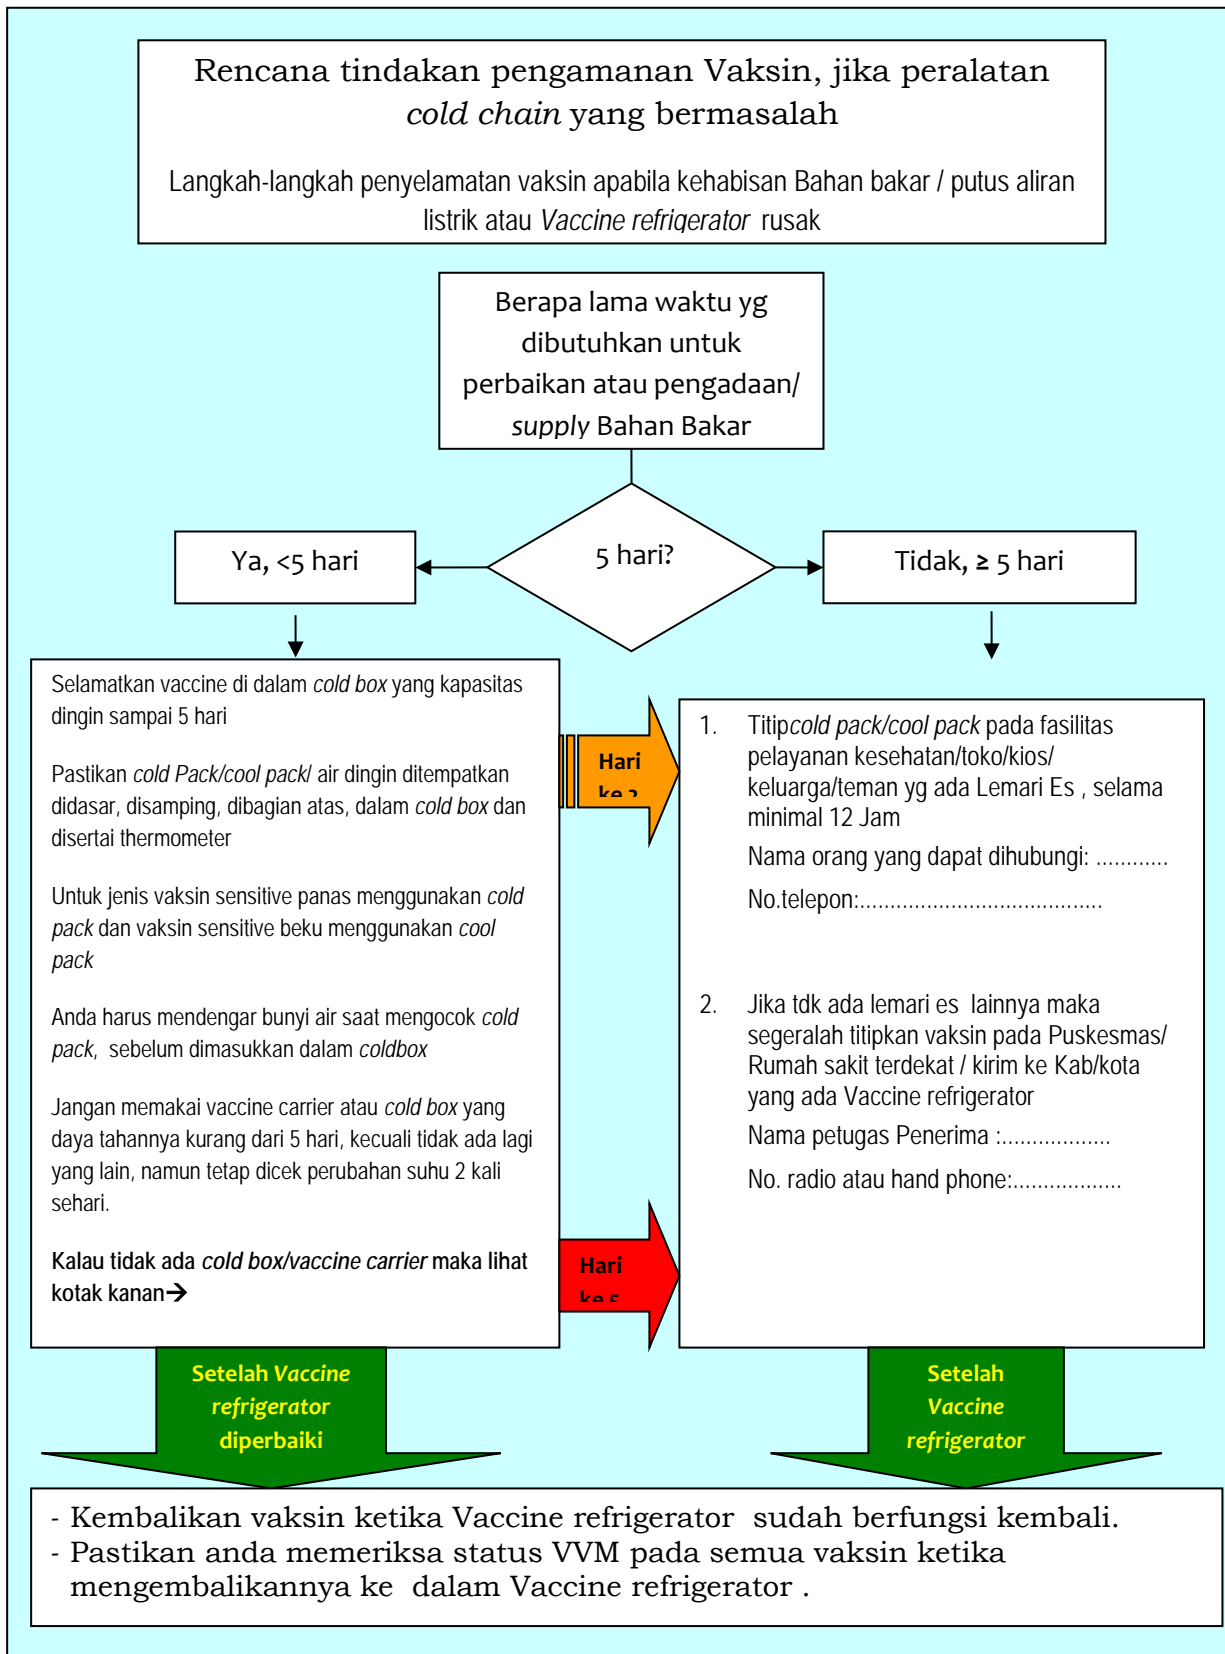 Rencana tindakan pengamanan Vaksin, jika peralatan
cold chain yang bermasalah
Langkah-langkah penyelamatan vaksin apabila kehabisan Bahan bakar / putus aliran
listrik atau Vaccine refrigerator rusak
Berapa lama waktu yg
dibutuhkan untuk
perbaikan atau pengadaan/
supply Bahan Bakar
5 hari?
Ya, <5 hari
Tidak, ≥ 5 hari
Selamatkan vaccine di dalam cold box yang kapasitas
dingin sampai 5 hari
Pastikan cold Pack/cool pack/ air dingin ditempatkan
didasar, disamping, dibagian atas, dalam cold box dan
disertai thermometer
Untuk jenis vaksin sensitive panas menggunakan cold
pack dan vaksin sensitive beku menggunakan cool
pack
Anda harus mendengar bunyi air saat mengocok cold
pack, sebelum dimasukkan dalam coldbox
Jangan memakai vaccine carrier atau cold box yang
daya tahannya kurang dari 5 hari, kecuali tidak ada lagi
yang lain, namun tetap dicek perubahan suhu 2 kali
sehari.
Kalau tidak ada cold box/vaccine carrier maka lihat
kotak kanan→
Hari
ke
Hari
ke 5
1. Titipcold pack/cool pack pada fasilitas
pelayanan kesehatan/toko/kios/
keluarga/teman yg ada Lemari Es , selama
minimal 12 Jam
Nama orang yang dapat dihubungi: ............
No.telepon:.........................................
2. Jika tdk ada lemari es lainnya maka
segeralah titipkan vaksin pada Puskesmas/
Rumah sakit terdekat / kirim ke Kab/kota
yang ada Vaccine refrigerator
Nama petugas Penerima :..................
No. radio atau hand phone:..................
Setelah Vaccine
refrigerator
diperbaiki
Setelah
Vaccine
refrigerator
- Kembalikan vaksin ketika Vaccine refrigerator sudah berfungsi kembali.
- Pastikan anda memeriksa status VVM pada semua vaksin ketika
mengembalikannya ke dalam Vaccine refrigerator .